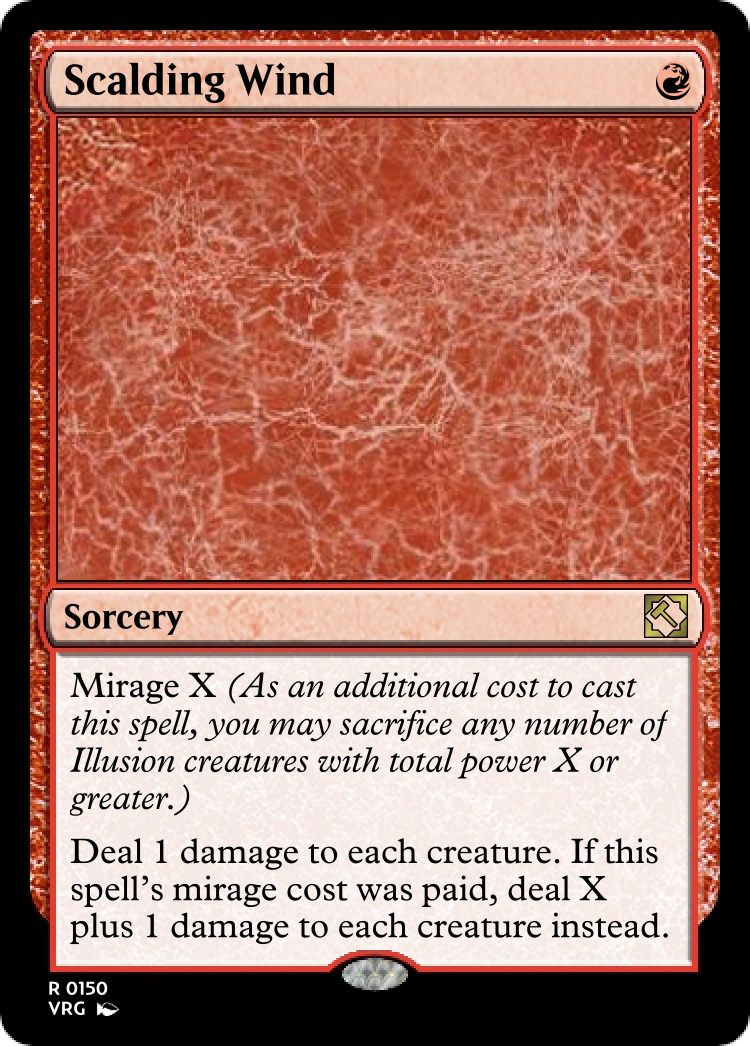 Scalding Wind
Sorcery
Mirage X (As an additional cost to cast
this spell, you may sacrifice any number of
Illusion creatures with total power X or
greater.)
Deal 1 damage to each creature. If this
spell’s mirage cost was paid, deal X
plus 1 damage to each creature instead.
R 0150
VRG